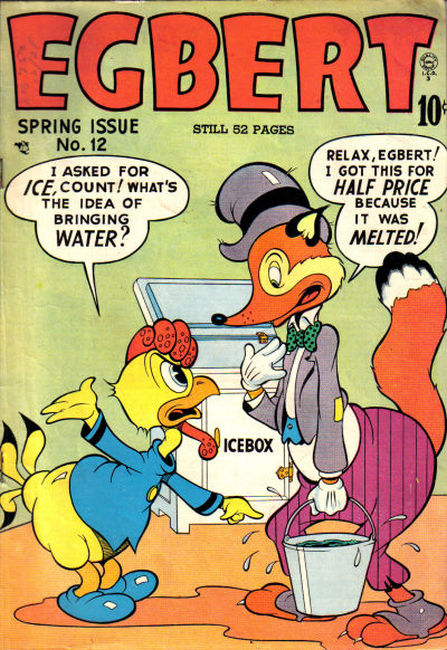 EGBERT
SPRING ISSUE
No. 12
STILL 52 PAGES
10¢
I ASKED FOR
ICE, COUNT! WHAT'S
THE IDEA OF
BRINGING
WATER?
RELAX, EGBERT!
I GOT THIS FOR
HALF PRICE
BECAUSE
IT WAS
MELTED!
ICEBOX